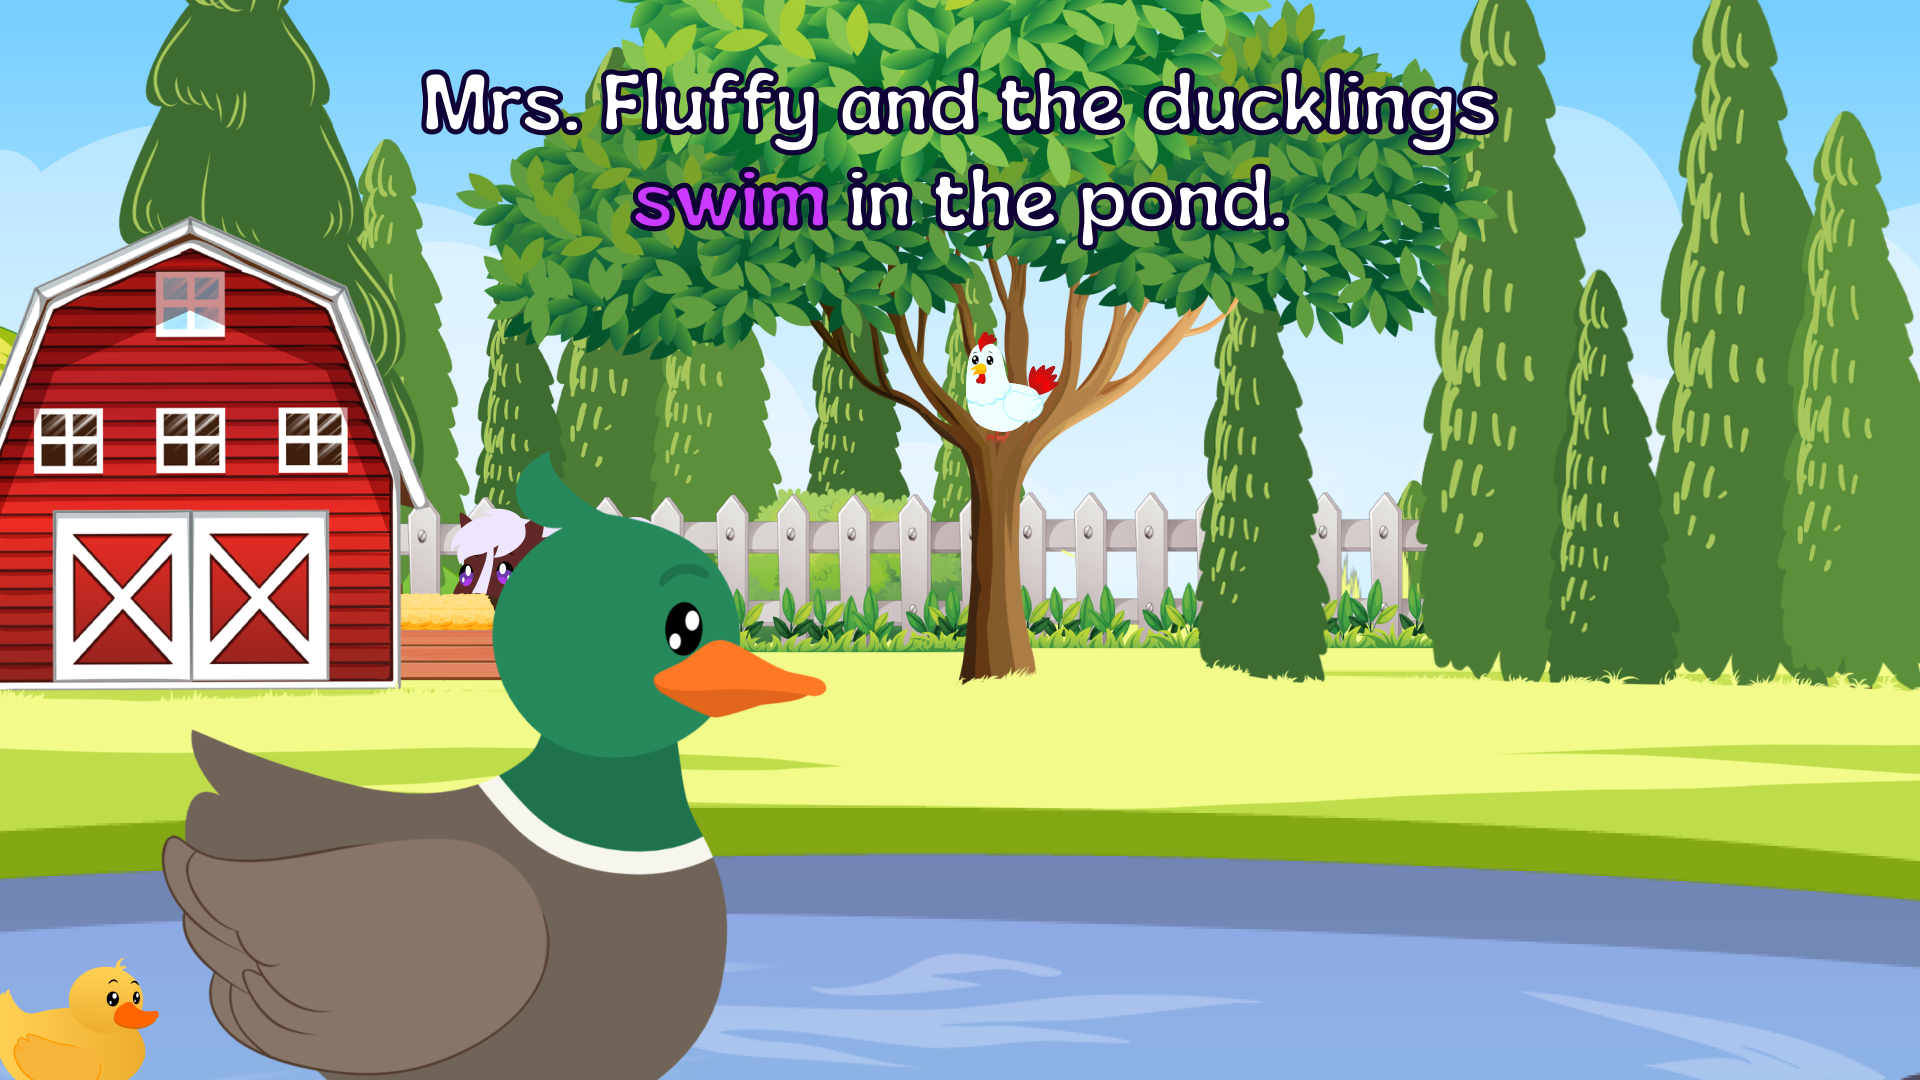 Mrs. Fluffy and the ducklings
swim in the pond.